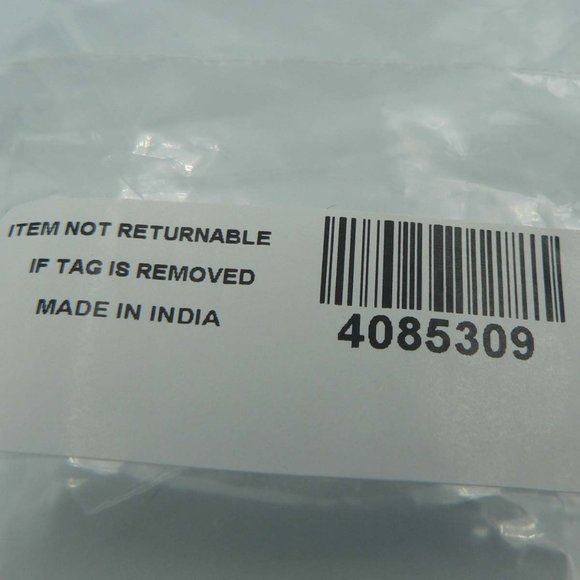 ITEM NOT RETURNABLE
IF TAG IS REMOVED
MADE IN INDIA
4085309